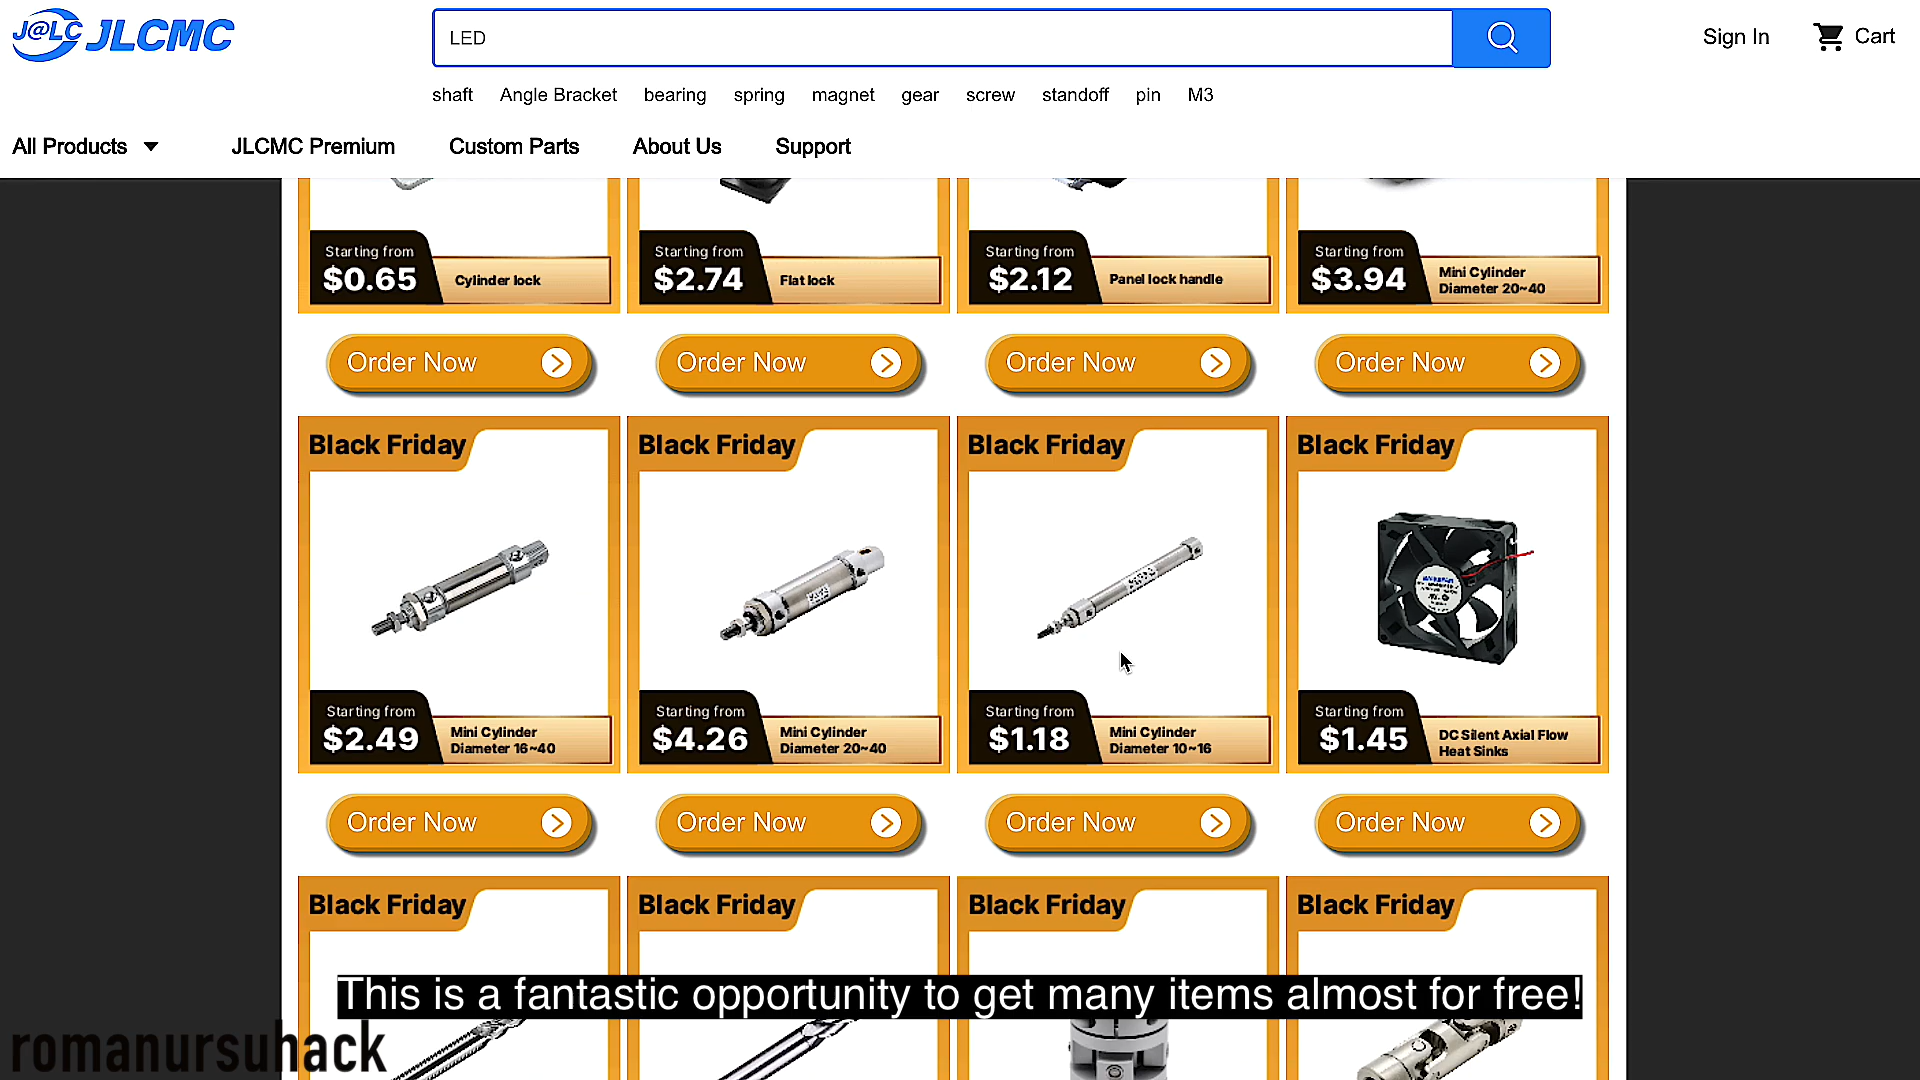 J@LC JLCMC
LED
Sign In
Cart
shaft Angle Bracket bearing spring magnet gear screw standoff pin M3
All Products JLCMC Premium Custom Parts About Us Support
Starting from
$0.65
Cylinder lock
Starting from
$2.74
Flat lock
Starting from
$2.12
Panel lock handle
Starting from
$3.94
Mini Cylinder
Diameter 20~40
Order Now
Order Now
Order Now
Order Now
Black Friday
Starting from
$2.49
Mini Cylinder
Diameter 16~40
Black Friday
Starting from
$4.26
Mini Cylinder
Diameter 20~40
Black Friday
Starting from
$1.18
Mini Cylinder
Diameter 10~16
Black Friday
Starting from
$1.45
DC Silent Axial Flow
Heat Sinks
Order Now
Order Now
Order Now
Order Now
Black Friday
Black Friday
Black Friday
Black Friday
This is a fantastic opportunity to get many items almost for free!
romanursuhack